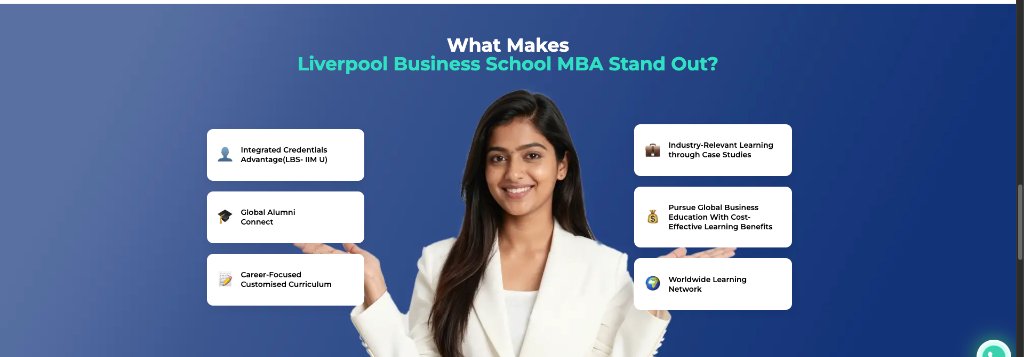 What Makes
Liverpool Business School MBA Stand Out?
Integrated Credentials
Advantage(LBS- IIM U)
Global Alumni
Connect
Career-Focused
Customised Curriculum
Industry-Relevant Learning
through Case Studies
Pursue Global Business
Education With Cost-
Effective Learning Benefits
Worldwide Learning
Network